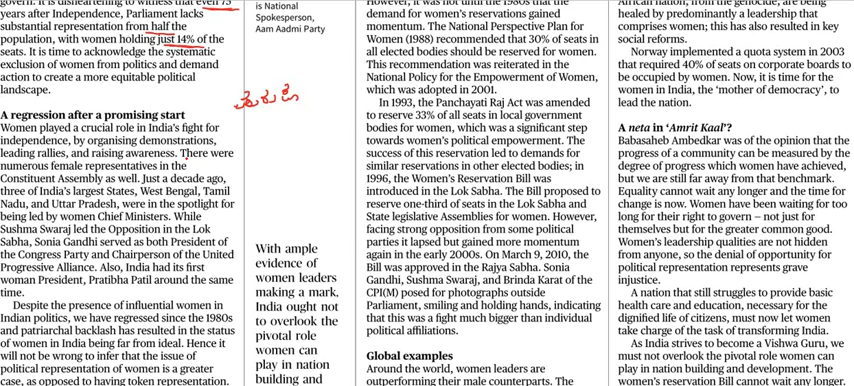 govern. It is disheartening to witness that even 75
years after Independence, Parliament lacks
substantial representation from half the
population, with women holding just 14% of the
seats. It is time to acknowledge the systematic
exclusion of women from politics and demand
action to create a more equitable political
landscape.
A regression after a promising start
Women played a crucial role in India's fight for
independence, by organising demonstrations,
leading rallies, and raising awareness. There were
numerous female representatives in the
Constituent Assembly as well. Just a decade ago,
three of India's largest States, West Bengal, Tamil
Nadu, and Uttar Pradesh, were in the spotlight for
being led by women Chief Ministers. While
Sushma Swaraj led the Opposition in the Lok
Sabha, Sonia Gandhi served as both President of
the Congress Party and Chairperson of the United
Progressive Alliance. Also, India had its first
woman President, Pratibha Patil around the same
time.
Despite the presence of influential women in
Indian politics, we have regressed since the 1980s
and patriarchal backlash has resulted in the status
of women in India being far from ideal. Hence it
will not be wrong to infer that the issue of
political representation of women is a greater
case, as opposed to having token representation.
is National
Spokesperson,
Aam Aadmi Party
With ample
evidence of
women leaders
making a mark,
India ought not
to overlook the
pivotal role
women can
play in nation
building and
However, it was not until the 1980s that the
demand for women's reservations gained
momentum. The National Perspective Plan for
Women (1988) recommended that 30% of seats in
all elected bodies should be reserved for women.
This recommendation was reiterated in the
National Policy for the Empowerment of Women,
which was adopted in 2001.
In 1993, the Panchayati Raj Act was amended
to reserve 33% of all seats in local government
bodies for women, which was a significant step
towards women's political empowerment. The
success of this reservation led to demands for
similar reservations in other elected bodies; in
1996, the Women's Reservation Bill was
introduced in the Lok Sabha. The Bill proposed to
reserve one-third of seats in the Lok Sabha and
State legislative Assemblies for women. However,
facing strong opposition from some political
parties it lapsed but gained more momentum
again in the early 2000s. On March 9, 2010, the
Bill was approved in the Rajya Sabha. Sonia
Gandhi, Sushma Swaraj, and Brinda Karat of the
CPI(M) posed for photographs outside
Parliament, smiling and holding hands, indicating
that this was a fight much bigger than individual
political affiliations.
Global examples
Around the world, women leaders are
outperforming their male counterparts. The
African nation, from the genocide, are being
healed by predominantly a leadership that
comprises women; this has also resulted in key
social reforms.
Norway implemented a quota system in 2003
that required 40% of seats on corporate boards to
be occupied by women. Now, it is time for the
women in India, the 'mother of democracy', to
lead the nation.
A neta in 'Amrit Kaal'?
Babasaheb Ambedkar was of the opinion that the
progress of a community can be measured by the
degree of progress which women have achieved,
but we are still far away from that benchmark.
Equality cannot wait any longer and the time for
change is now. Women have been waiting for too
long for their right to govern – not just for
themselves but for the greater common good.
Women's leadership qualities are not hidden
from anyone, so the denial of opportunity for
political representation represents grave
injustice.
A nation that still struggles to provide basic
health care and education, necessary for the
dignified life of citizens, must now let women
take charge of the task of transforming India.
As India strives to become a Vishwa Guru, we
must not overlook the pivotal role women can
play in nation building and development. The
women's reservation Bill cannot wait any longer.